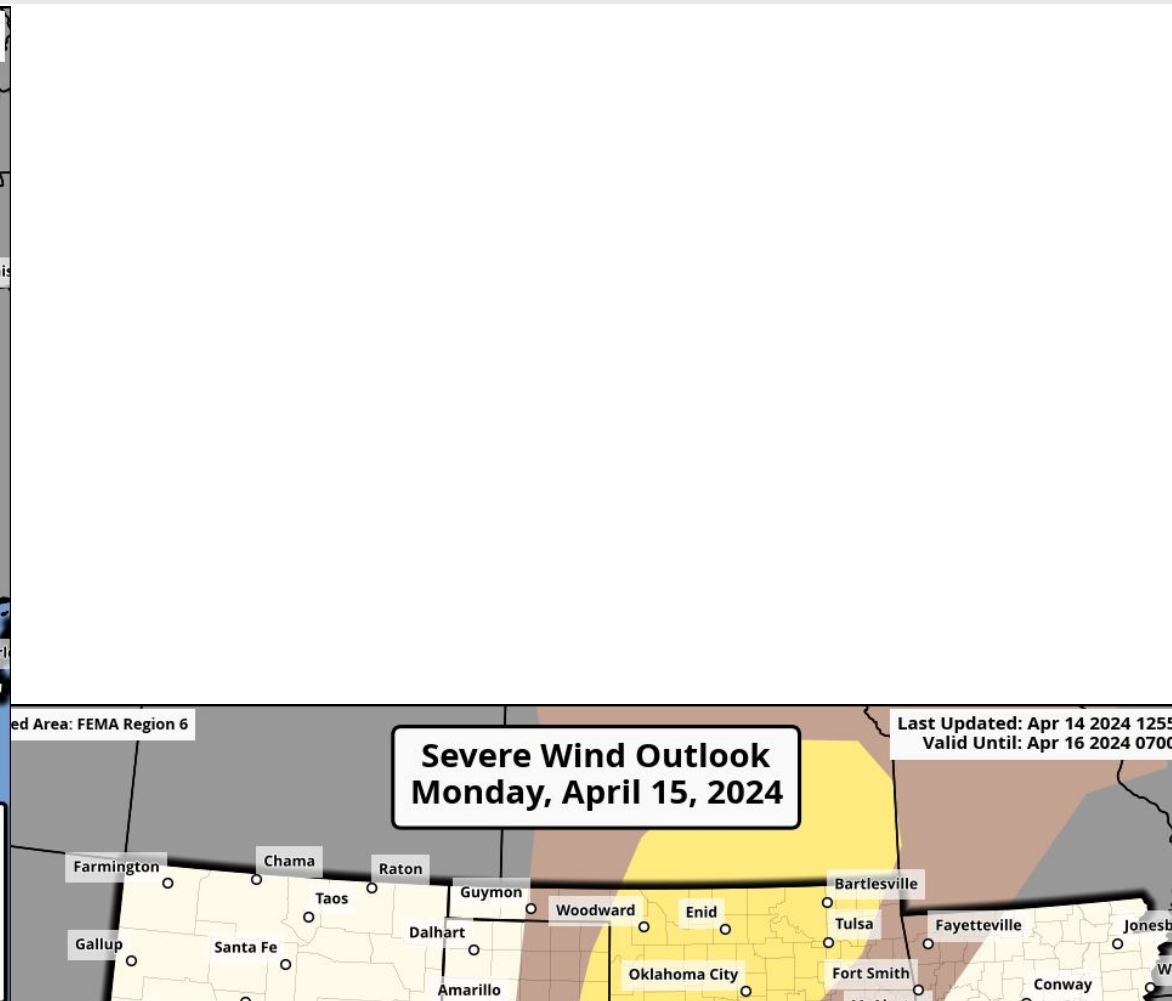 ed Area: FEMA Region 6
Severe Wind Outlook
Monday, April 15, 2024
Last Updated: Apr 14 2024 1255
Valid Until: Apr 16 2024 0700
Farmington
Chama
Raton
Taos
Guymon
Bartlesville
Woodward
Enid
Tulsa
Fayetteville
Jonesb
Gallup
Santa Fe
Dalhart
Oklahoma City
Fort Smith
Conway
Amarillo